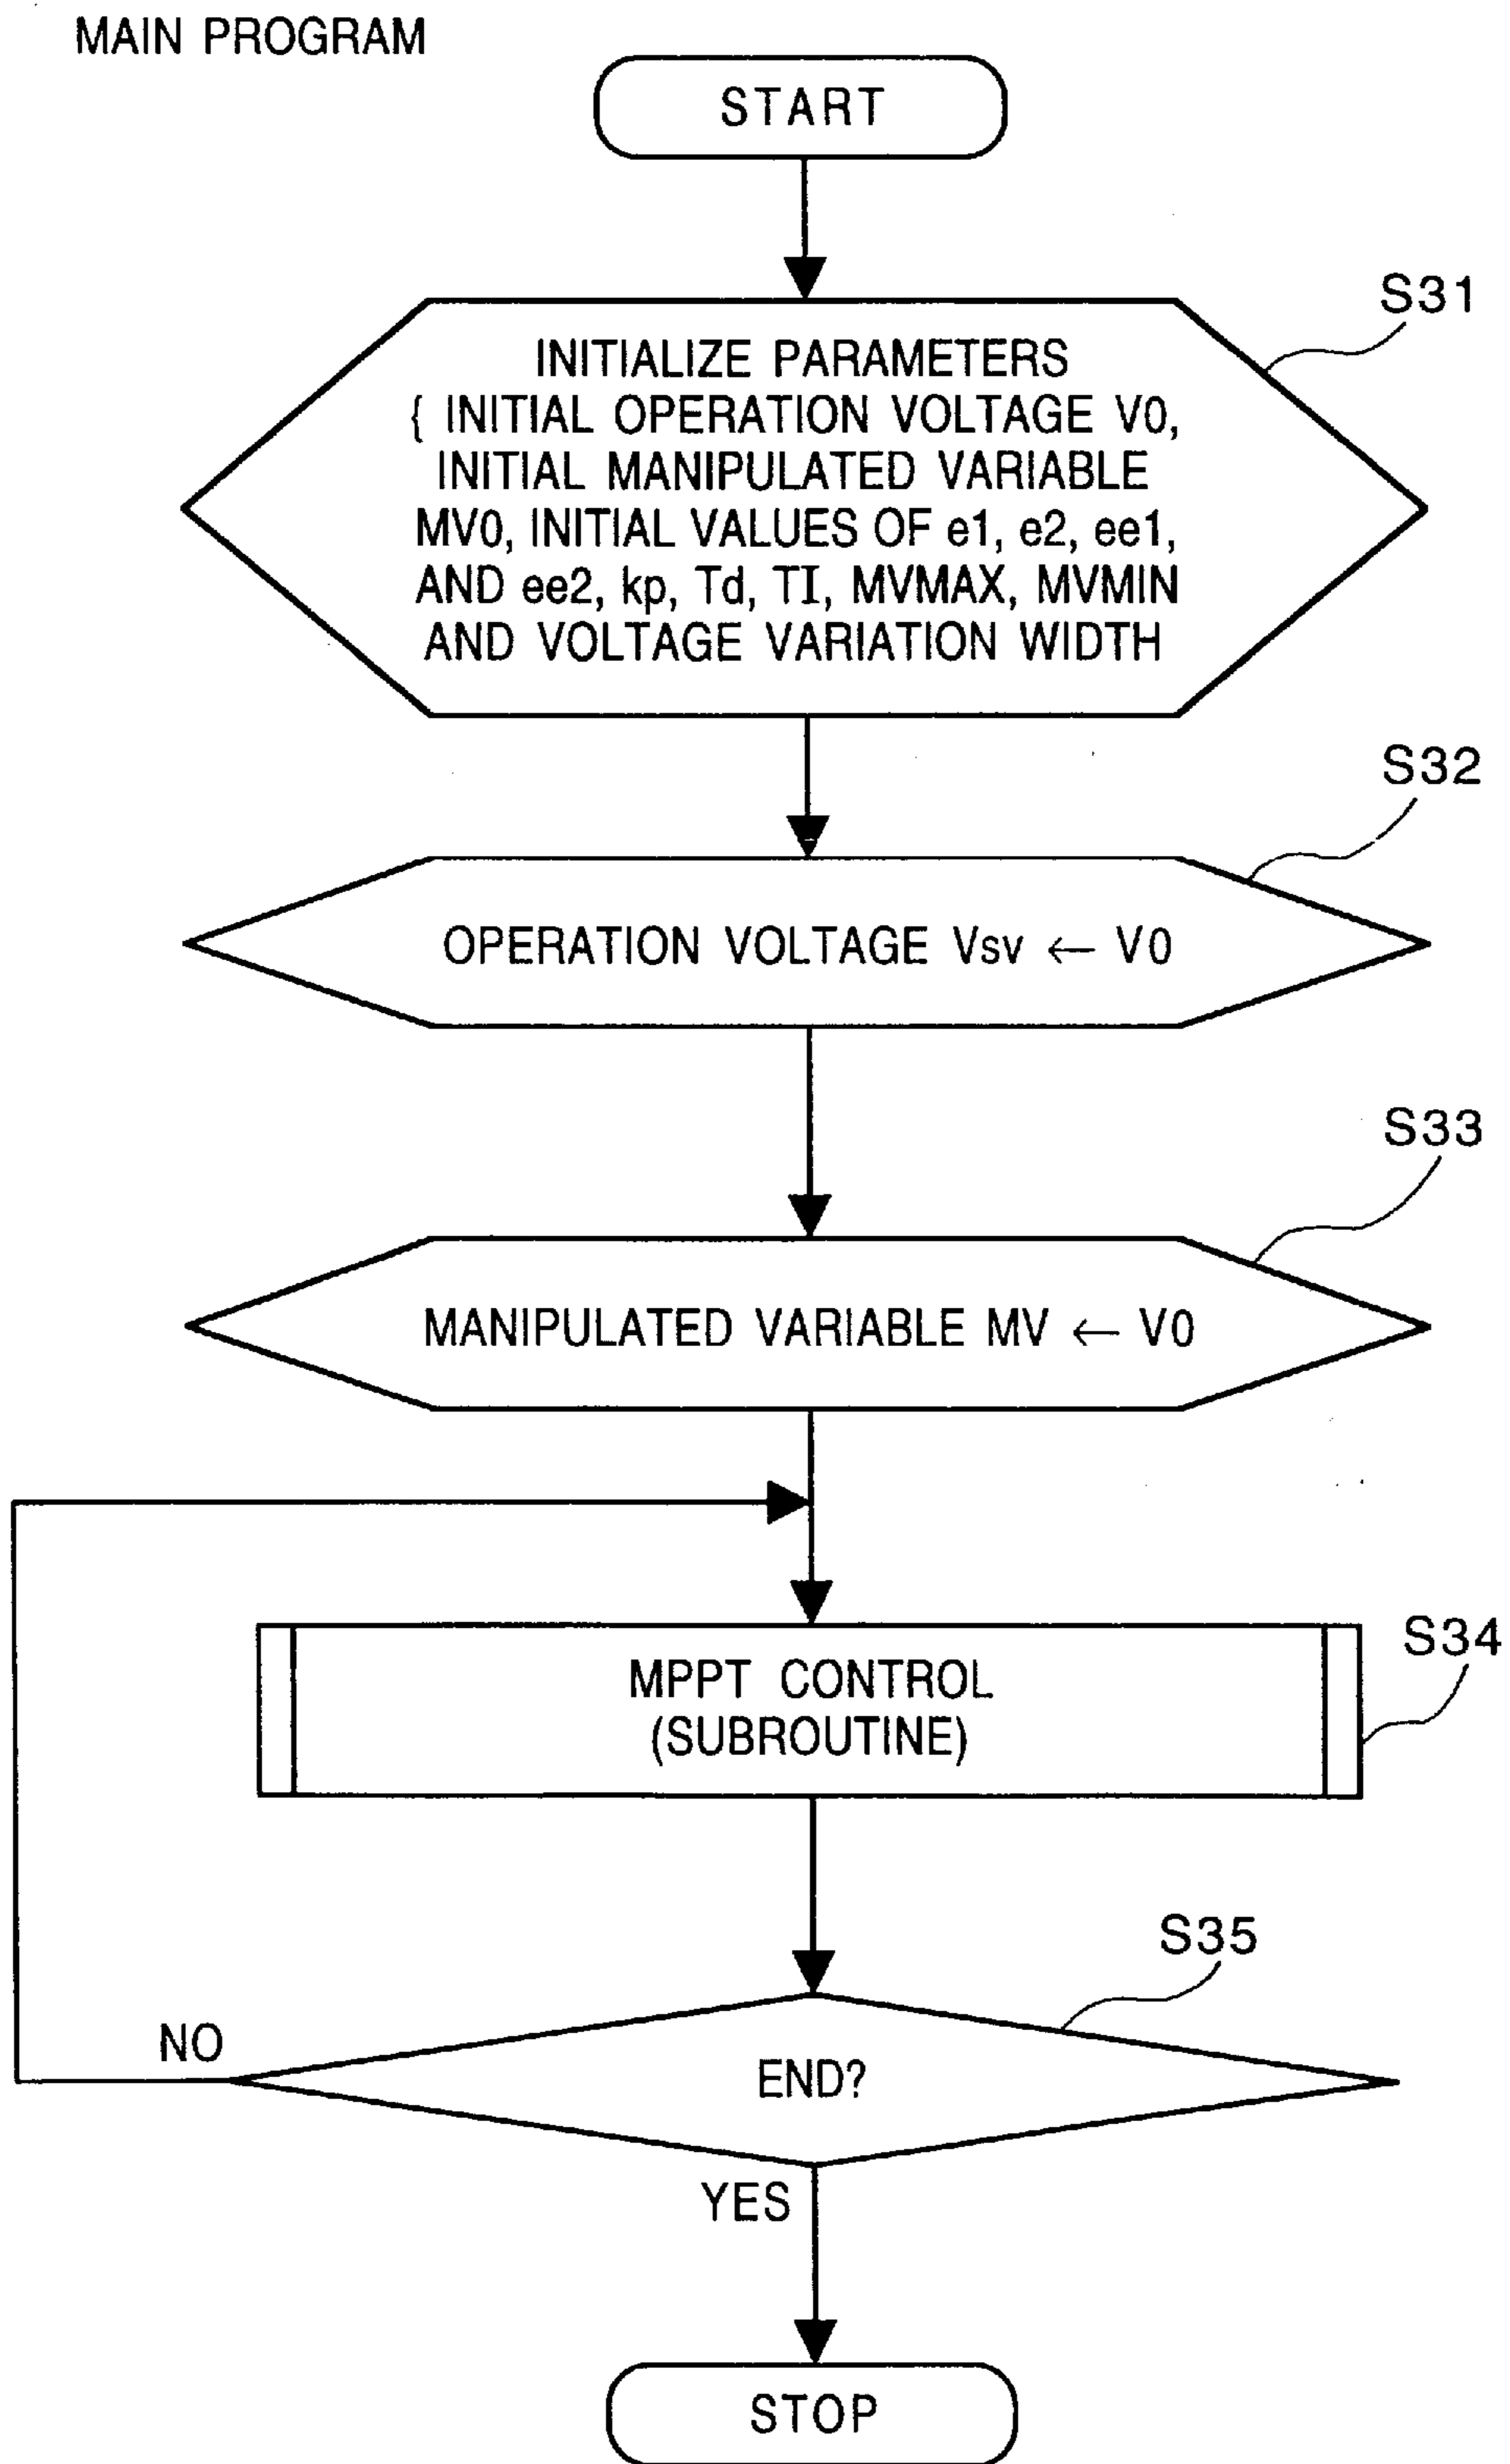 MAIN PROGRAM
START
S31
INITIALIZE PARAMETERS
{ INITIAL OPERATION VOLTAGE V0,
INITIAL MANIPULATED VARIABLE
MV0, INITIAL VALUES OF e1, e2, ee1,
AND ee2, kp, Td, TI, MVMAX, MVMIN
AND VOLTAGE VARIATION WIDTH
S32
OPERATION VOLTAGE Vsv ← V0
S33
MANIPULATED VARIABLE MV ← V0
S34
MPPT CONTROL
(SUBROUTINE)
S35
NO
END?
YES
STOP